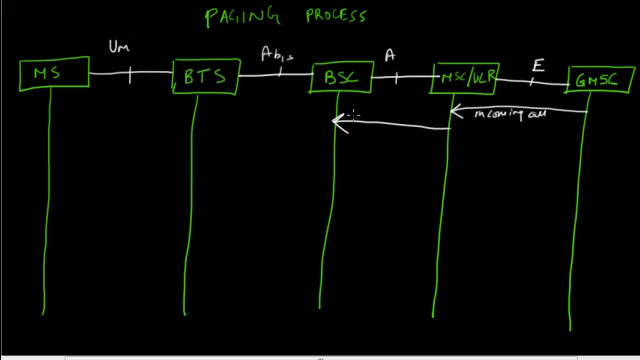 PAGING PROCESS
Um
Abis
A
E
MS
BTS
BSC
MSC/VLR
GMSC
incoming call